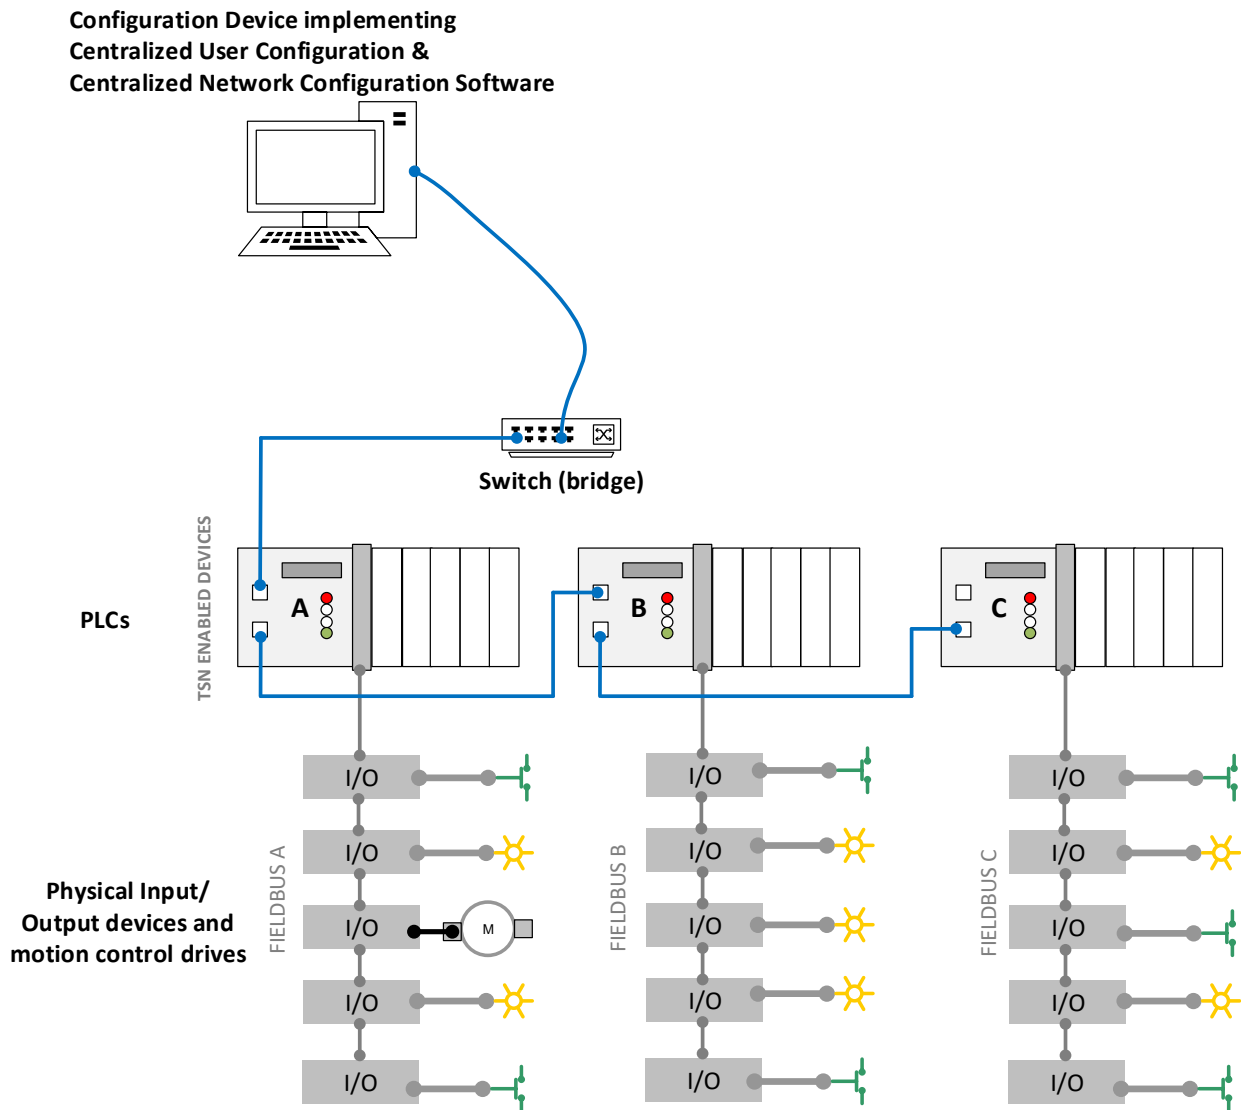 Configuration Device implementing
Centralized User Configuration &
Centralized Network Configuration Software
Switch (bridge)
TSN ENABLED DEVICES
PLCs
A
B
C
I/O
I/O
I/O
FIELDBUS A
FIELDBUS B
FIELDBUS C
I/O
I/O
I/O
Physical Input/
Output devices and
motion control drives
I/O
M
I/O
I/O
I/O
I/O
I/O
I/O
I/O
I/O